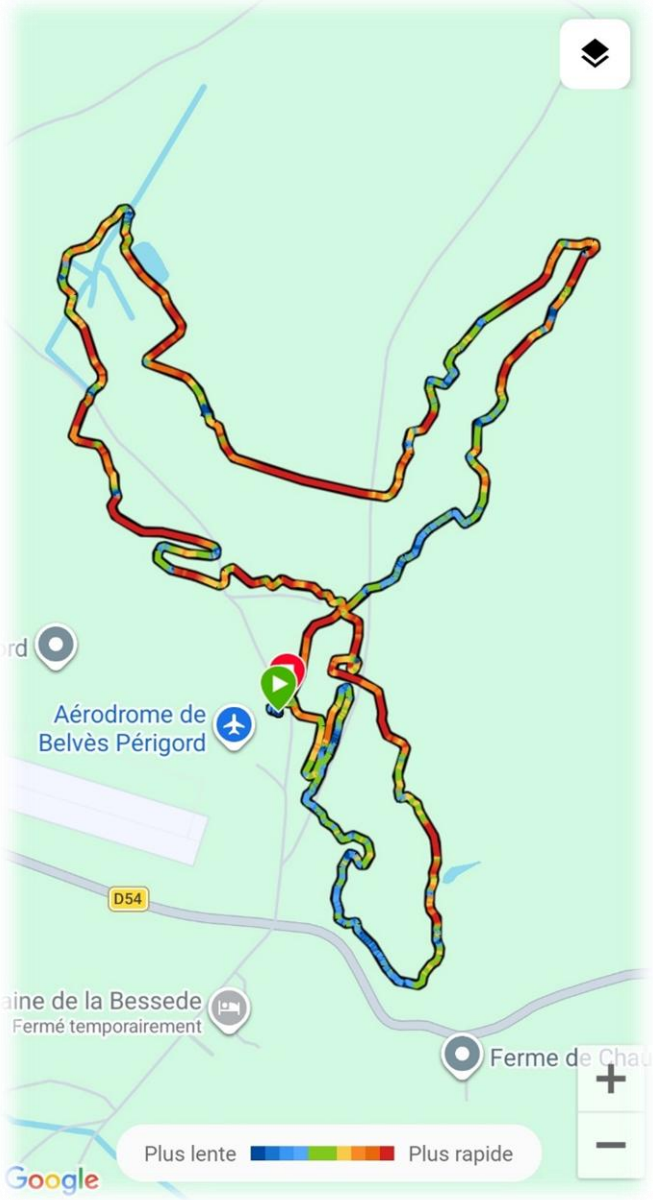 ord
Aérodrome de
Belvès Périgord
D54
aine de la Bessede
Fermé temporairement
Ferme de Chau
+
−
Plus lente
Plus rapide
Google